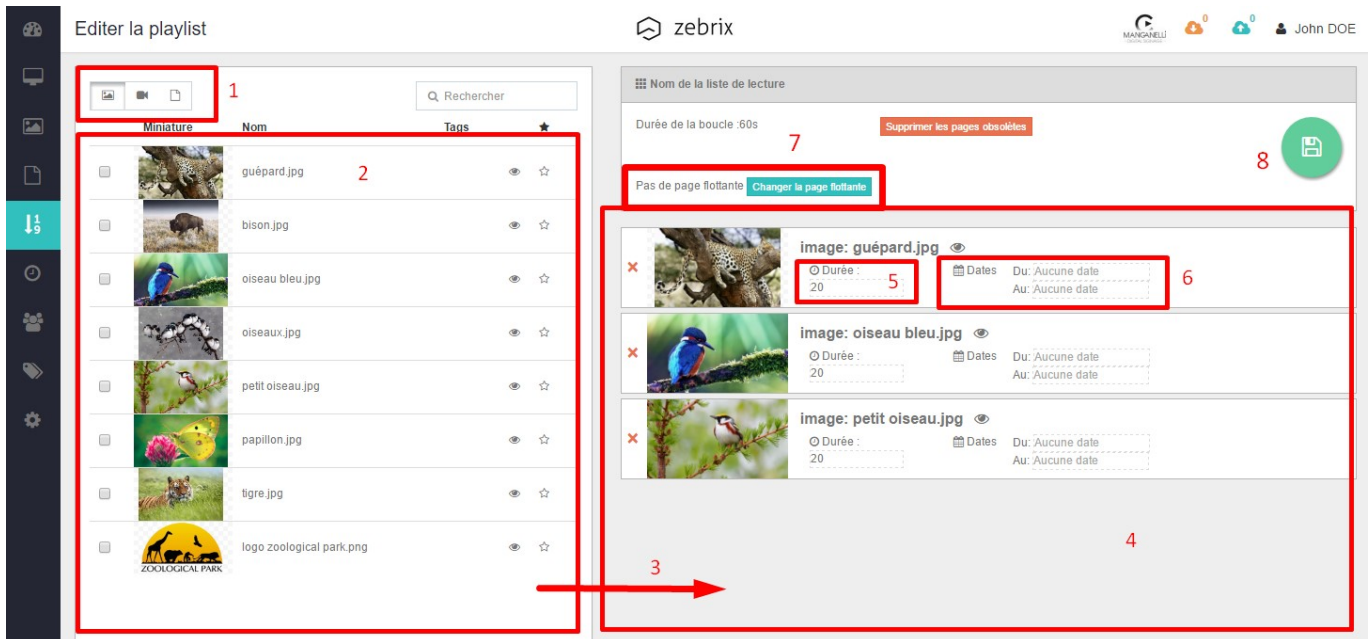 Editer la playlist
zebrix
MANGANELLI
0
0
John DOE
1
Rechercher
Miniature Nom Tags
guépard.jpg
2
bison.jpg
oiseau bleu.jpg
oiseaux.jpg
petit oiseau.jpg
papillon.jpg
tigre.jpg
ZOOLOGICAL PARK
logo zoological park.png
3
Nom de la liste de lecture
Durée de la boucle :60s
Supprimer les pages obsolètes
7
8
Pas de page flottante Changer la page flottante
image: guépard.jpg
Durée :
20
5
Dates Du: Aucune date
Au: Aucune date
6
image: oiseau bleu.jpg
Durée :
20
Dates Du: Aucune date
Au: Aucune date
image: petit oiseau.jpg
Durée :
20
Dates Du: Aucune date
Au: Aucune date
4